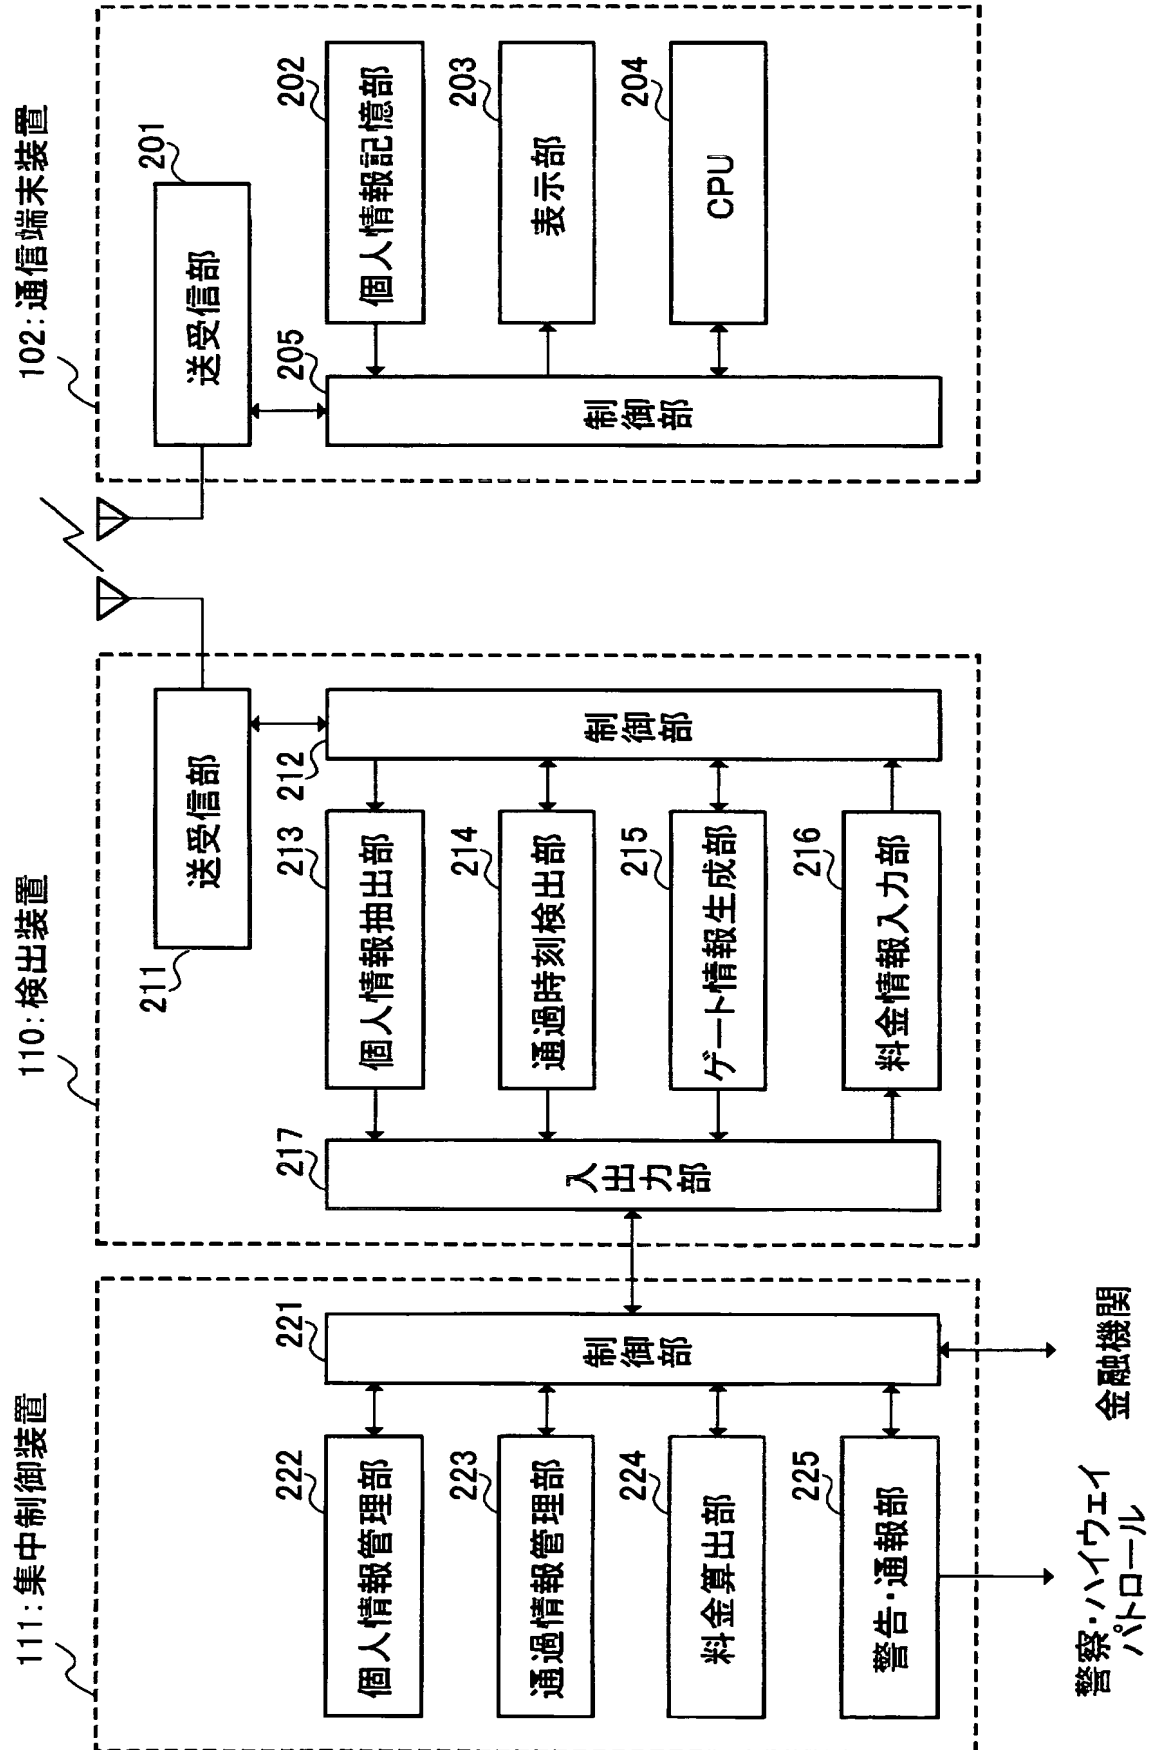 111:集中制御装置
222
個人情報管理部
223
通過情報管理部
224
料金算出部
225
警告・通報部
221
制御部
警察・ハイウェイ
パトロール
金融機関
110:検出装置
211
送受信部
217
入出力部
213
個人情報抽出部
214
通過時刻検出部
215
ゲート情報生成部
216
料金情報入力部
212
制御部
102:通信端末装置
201
送受信部
205
制御部
202
個人情報記憶部
203
表示部
204
CPU